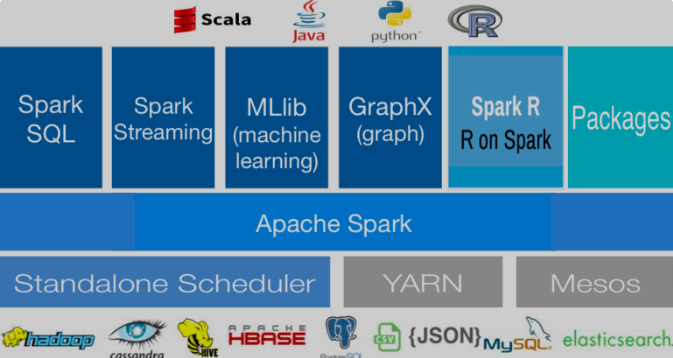 Scala
Java
python
R
Spark
SQL
Spark
Streaming
MLlib
(machine
learning)
GraphX
(graph)
Spark R
R on Spark
Packages
Apache Spark
Standalone Scheduler
YARN
Mesos
hadoop
cassandra
HIVE
APACHE
HBASE
PostgreSQL
CSV
{JSON}
MySQL
elasticsearch.